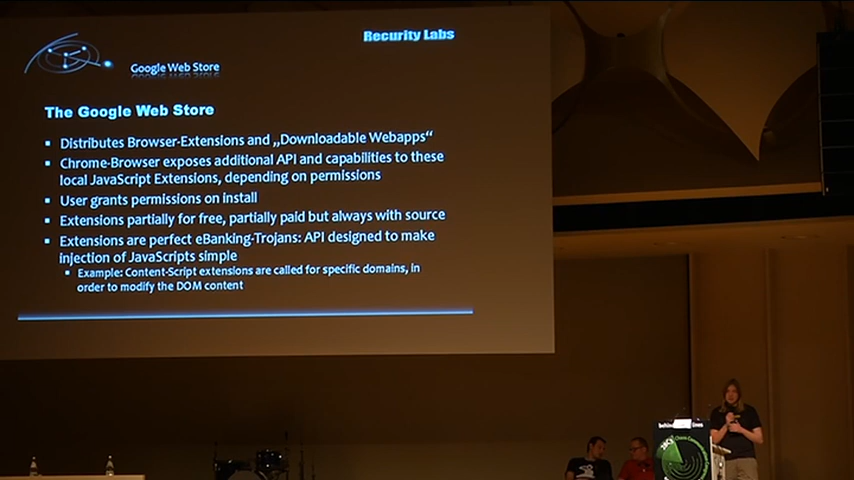 Recurity Labs
Google Web Store
The Google Web Store
▪ Distributes Browser-Extensions and „Downloadable Webapps“
▪ Chrome-Browser exposes additional API and capabilities to these
local JavaScript Extensions, depending on permissions
▪ User grants permissions on install
▪ Extensions partially for free, partially paid but always with source
▪ Extensions are perfect eBanking-Trojans: API designed to make
injection of JavaScripts simple
▪ Example: Content-Script extensions are called for specific domains, in
order to modify the DOM content
behind
lines